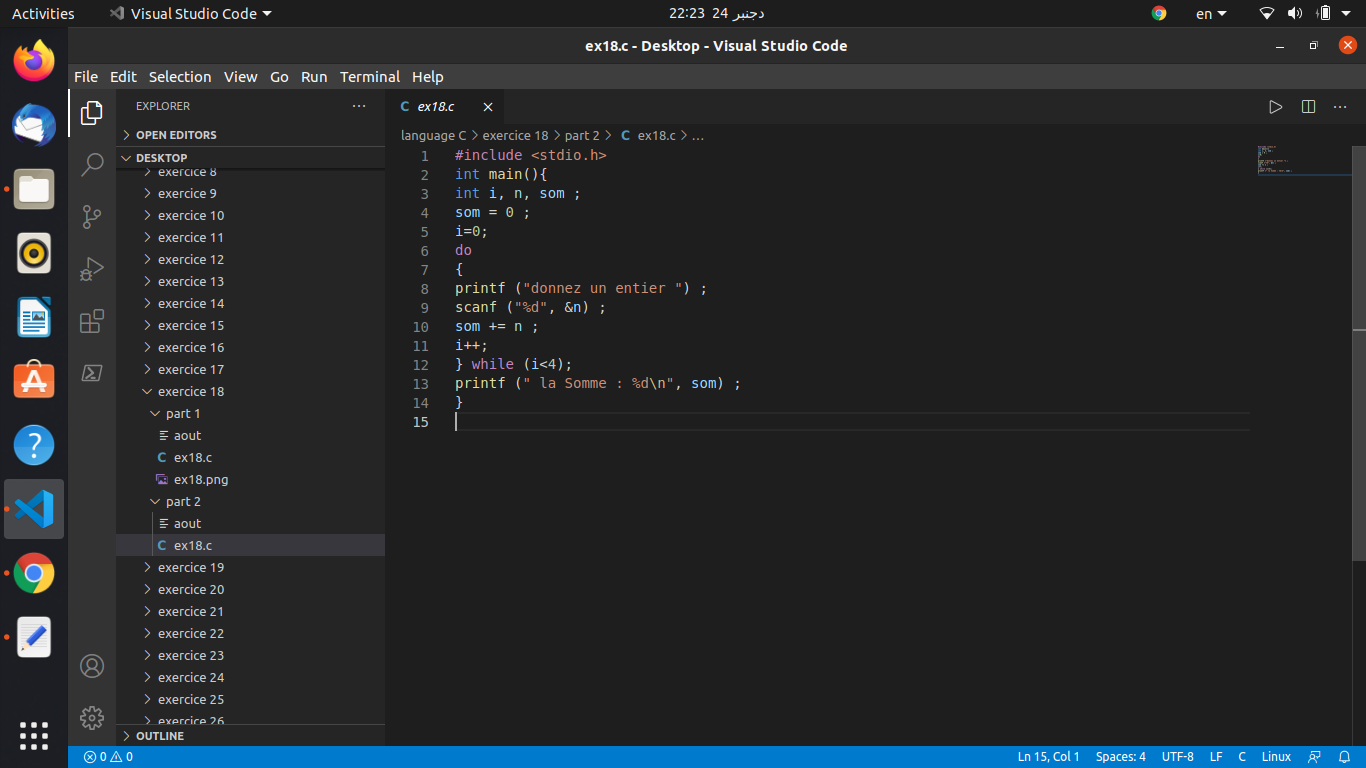 Activities
Visual Studio Code
22:23 24 دجنبر
en
ex18.c - Desktop - Visual Studio Code
File Edit Selection View Go Run Terminal Help
EXPLORER
OPEN EDITORS
DESKTOP
exercice 8
exercice 9
exercice 10
exercice 11
exercice 12
exercice 13
exercice 14
exercice 15
exercice 16
exercice 17
exercice 18
part 1
aout
C ex18.c
ex18.png
part 2
aout
C ex18.c
exercice 19
exercice 20
exercice 21
exercice 22
exercice 23
exercice 24
exercice 25
exercice 26
OUTLINE
C ex18.c
language C > exercice 18 > part 2 > C ex18.c > ...
1 #include <stdio.h>
2 int main(){
3 int i, n, som ;
4 som = 0 ;
5 i=0;
6 do
7 {
8 printf ("donnez un entier ") ;
9 scanf ("%d", &n) ;
10 som += n ;
11 i++;
12 } while (i<4);
13 printf (" la Somme : %d\n", som) ;
14 }
15
0 0
Ln 15, Col 1 Spaces: 4 UTF-8 LF C Linux